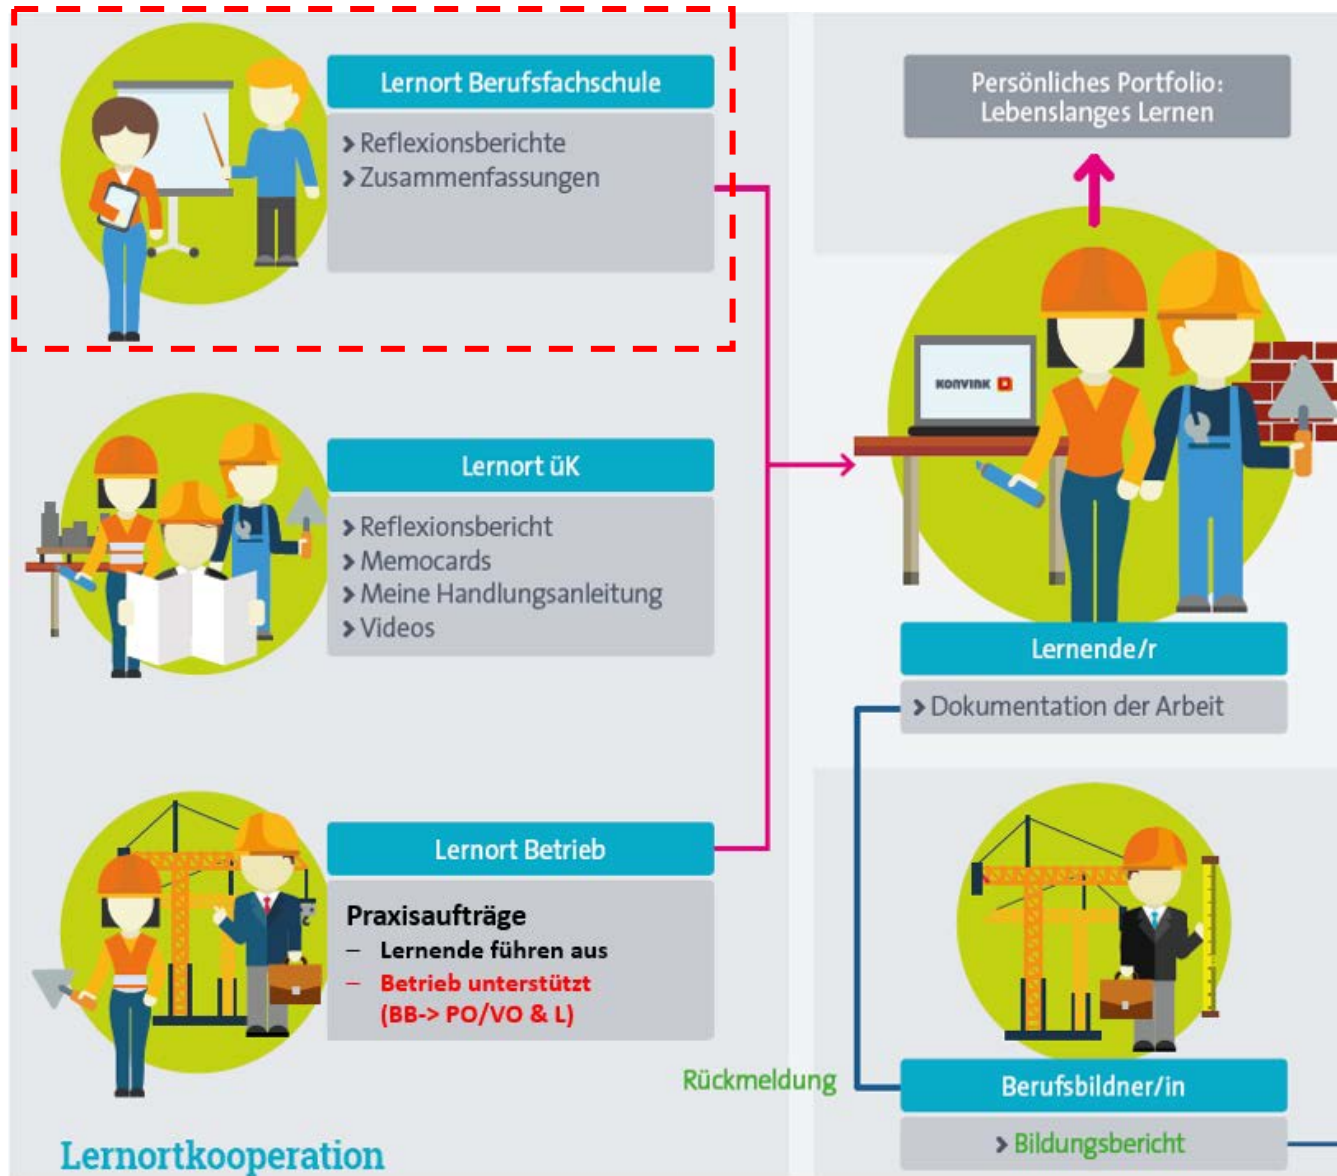 Lernort Berufsfachschule
> Reflexionsberichte
> Zusammenfassungen
Lernort üK
> Reflexionsbericht
> Memocards
> Meine Handlungsanleitung
> Videos
Lernort Betrieb
Praxisaufträge
– Lernende führen aus
– Betrieb unterstützt
(BB-> PO/VO & L)
Lernortkooperation
Persönliches Portfolio:
Lebenslanges Lernen
KONVINK
Lernende/r
> Dokumentation der Arbeit
Rückmeldung
Berufsbildner/in
> Bildungsbericht